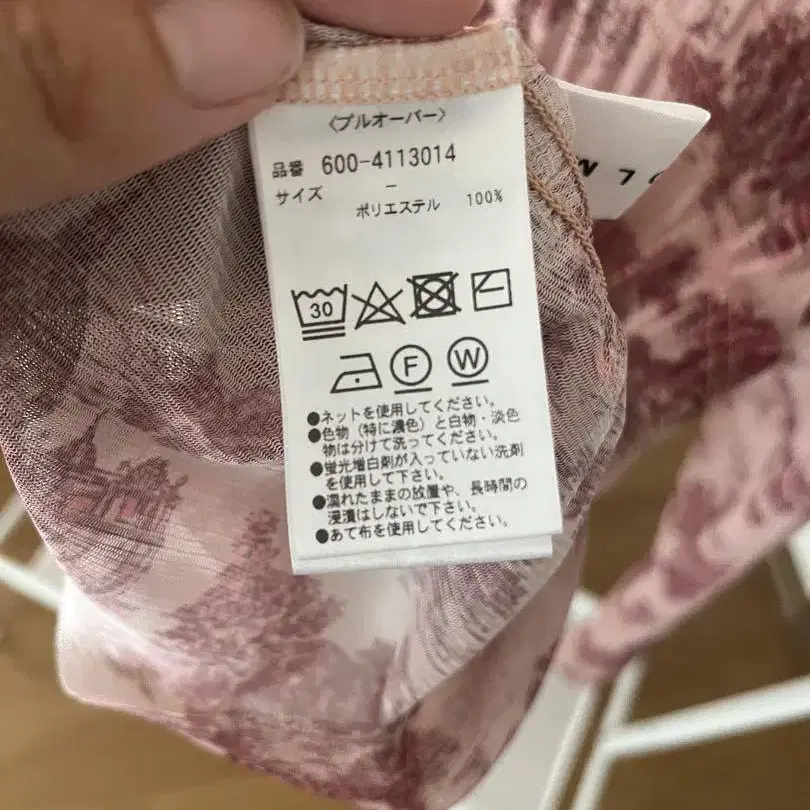 〈プルオーバー〉
品番 600-4113014
サイズ －
ポリエステル 100%
30
F W
●ネットを使用してください。
●色物（特に濃色）と白物・淡色
物は分けて洗ってください。
●蛍光増白剤が入っていない洗剤
を使用して下さい。
●濡れたままの放置や、長時間の
浸漬はしないで下さい。
●あて布を使用してください。